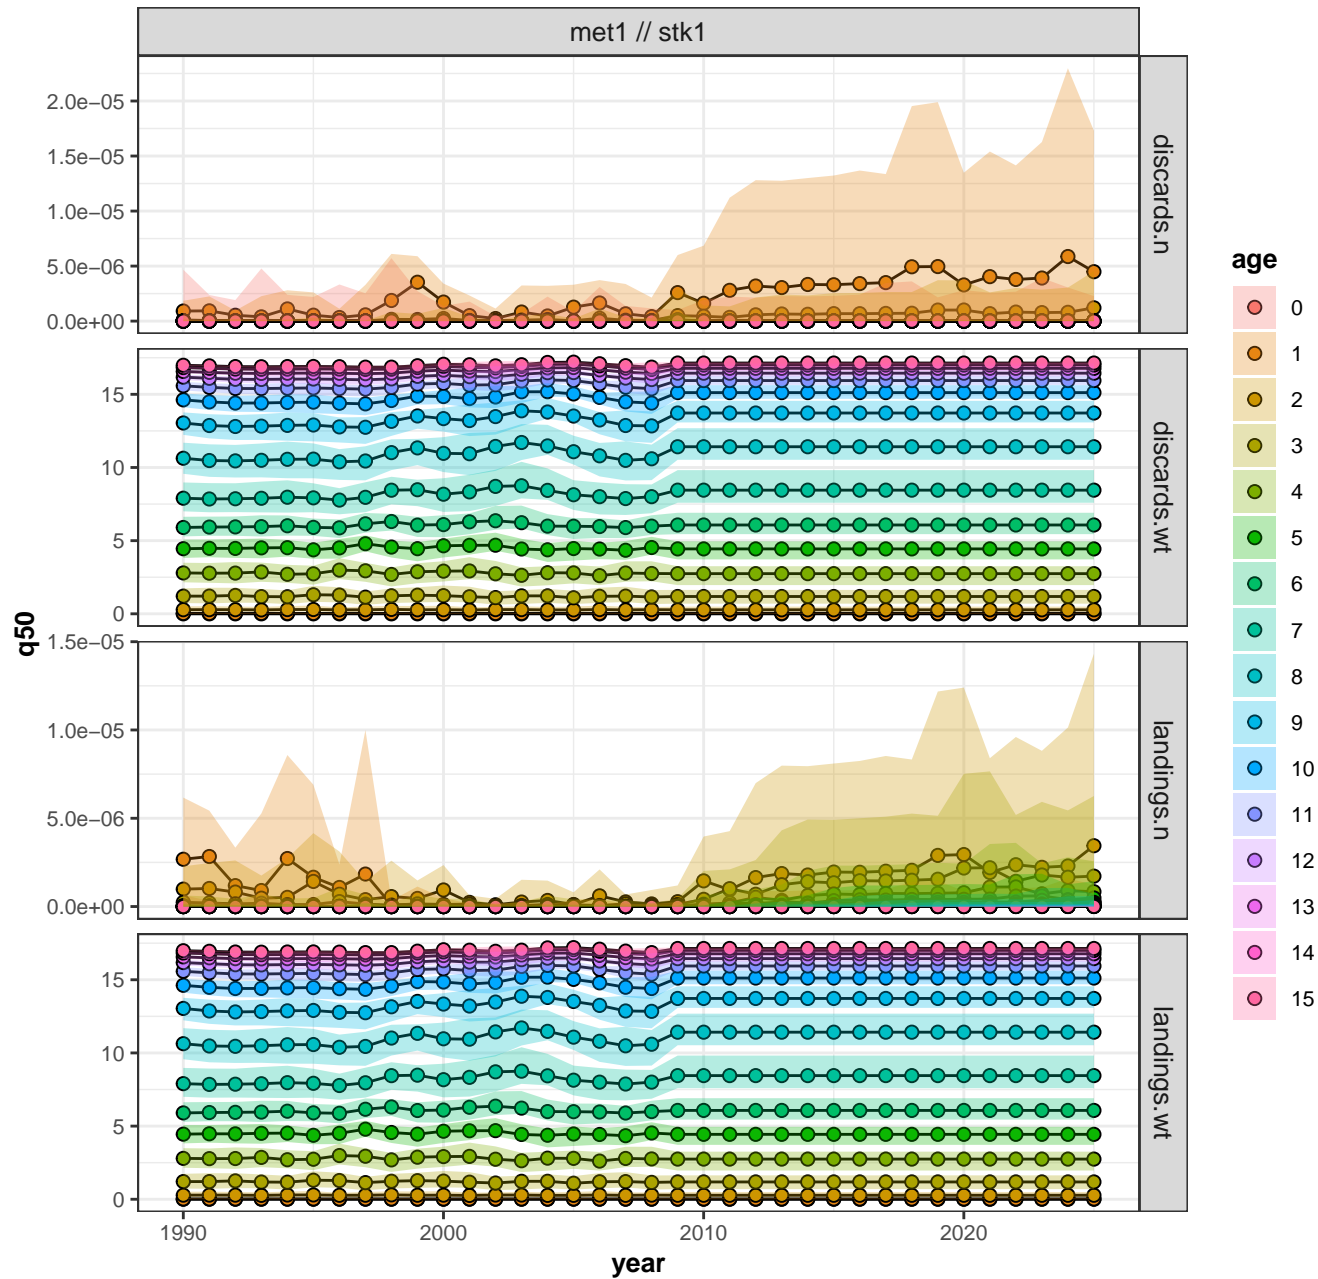 met1 // stk1
2.0e−05
1.5e−05
1.0e−05
5.0e−06
0.0e+00
discards.n
15
10
5
0
discards.wt
1.5e−05
1.0e−05
5.0e−06
0.0e+00
landings.n
15
10
5
0
landings.wt
q50
1990
2000
2010
2020
year
age
0
1
2
3
4
5
6
7
8
9
10
11
12
13
14
15